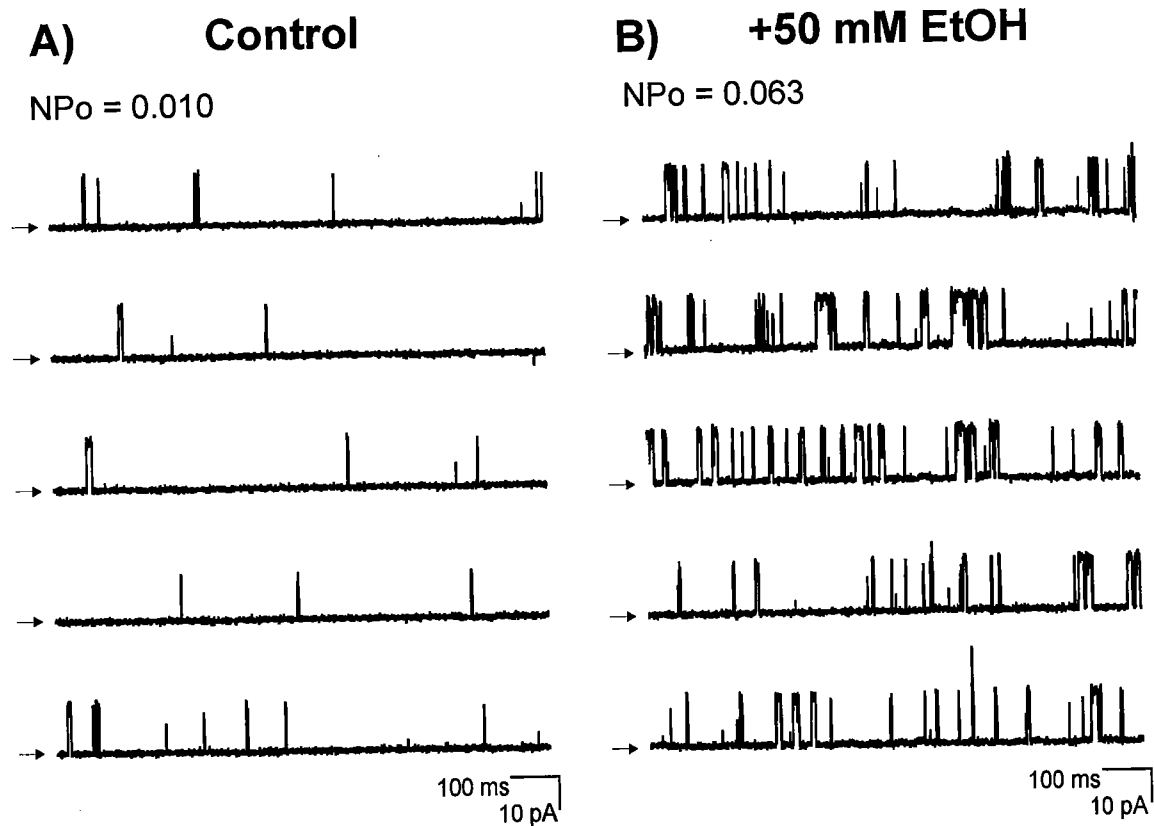 A) Control
NPo = 0.010
100 ms
10 pA
B) +50 mM EtOH
NPo = 0.063
100 ms
10 pA